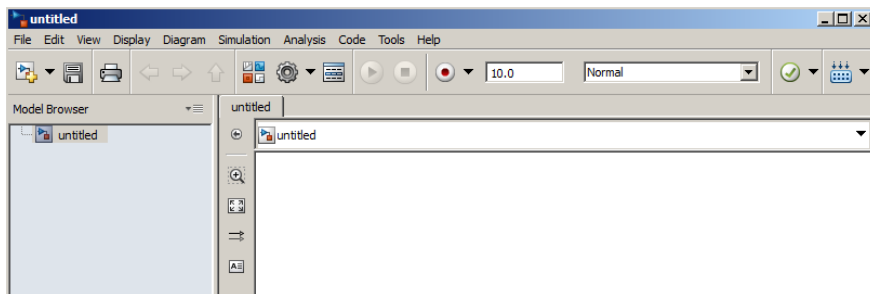 untitled
File Edit View Display Diagram Simulation Analysis Code Tools Help
10.0 Normal
Model Browser
untitled
untitled
untitled